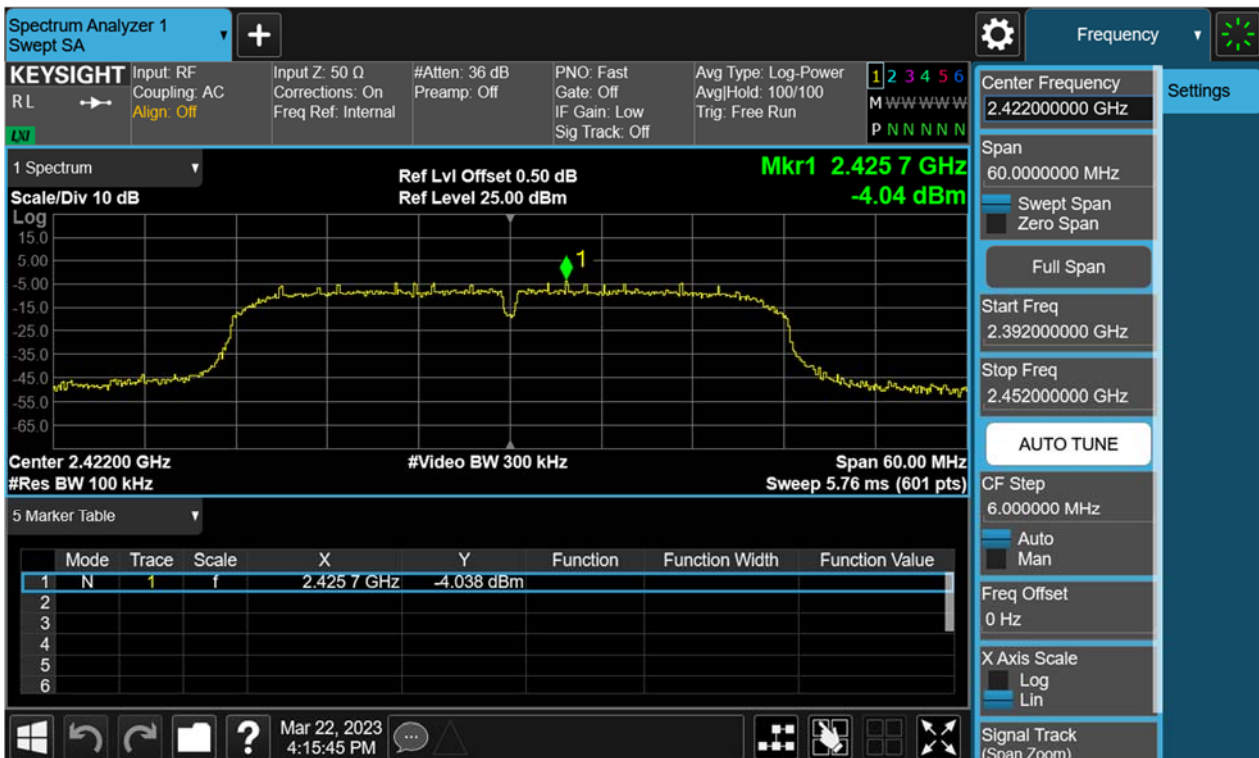 Spectrum Analyzer 1
Swept SA
+
Frequency
KEYSIGHT
R L
LXI
Input: RF
Coupling: AC
Align: Off
Input Z: 50 Ω
Corrections: On
Freq Ref: Internal
#Atten: 36 dB
Preamp: Off
PNO: Fast
Gate: Off
IF Gain: Low
Sig Track: Off
Avg Type: Log-Power
Avg|Hold: 100/100
Trig: Free Run
1 2 3 4 5 6
M W W W W W
P N N N N N
1 Spectrum
Scale/Div 10 dB
Ref Lvl Offset 0.50 dB
Ref Level 25.00 dBm
Mkr1 2.425 7 GHz
-4.04 dBm
Log
15.0
5.00
-5.00
-15.0
-25.0
-35.0
-45.0
-55.0
-65.0
1
Center 2.42200 GHz
#Res BW 100 kHz
#Video BW 300 kHz
Span 60.00 MHz
Sweep 5.76 ms (601 pts)
5 Marker Table
Mode Trace Scale X Y Function Function Width Function Value
1 N 1 f 2.425 7 GHz -4.038 dBm
2
3
4
5
6
?
Mar 22, 2023
4:15:45 PM
Center Frequency
2.422000000 GHz
Settings
Span
60.0000000 MHz
Swept Span
Zero Span
Full Span
Start Freq
2.392000000 GHz
Stop Freq
2.452000000 GHz
AUTO TUNE
CF Step
6.000000 MHz
Auto
Man
Freq Offset
0 Hz
X Axis Scale
Log
Lin
Signal Track
(Span Zoom)